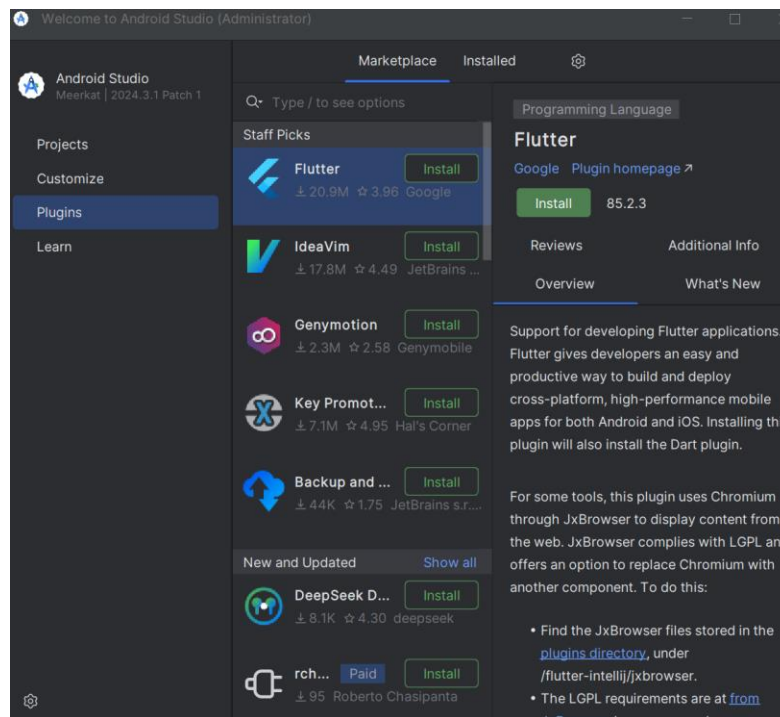 Welcome to Android Studio (Administrator)
Android Studio
Meerkat | 2024.3.1 Patch 1
Projects
Customize
Plugins
Learn
Marketplace Installed
Type / to see options
Staff Picks
Flutter Install
20.9M 3.96 Google
IdeaVim Install
17.8M 4.49 JetBrains ...
Genymotion Install
2.3M 2.58 Genymobile
Key Promot... Install
7.1M 4.95 Hal's Corner
Backup and ... Install
44K 1.75 JetBrains s.r....
New and Updated Show all
DeepSeek D... Install
8.1K 4.30 deepseek
rch... Paid Install
95 Roberto Chasipanta
Programming Language
Flutter
Google Plugin homepage ↗
Install 85.2.3
Reviews Additional Info
Overview What's New
Support for developing Flutter applications.
Flutter gives developers an easy and
productive way to build and deploy
cross-platform, high-performance mobile
apps for both Android and iOS. Installing th
plugin will also install the Dart plugin.
For some tools, this plugin uses Chromium
through JxBrowser to display content from
the web. JxBrowser complies with LGPL an
offers an option to replace Chromium with
another component. To do this:
• Find the JxBrowser files stored in the
plugins directory, under
/flutter-intellij/jxbrowser.
• The LGPL requirements are at from